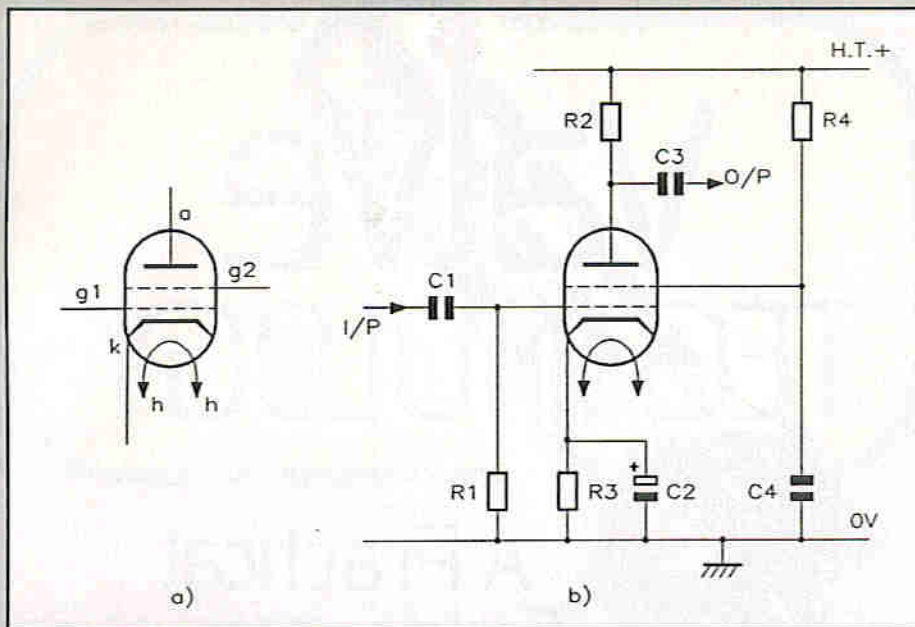 H.T.+
R2
R4
C3
O/P
a
g2
g1
C1
I/P
k
h h
R1
R3
+
C2
C4
0V
a)
b)